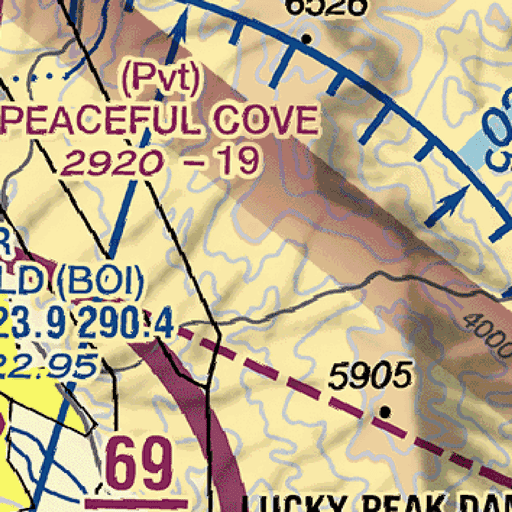 6526
(Pvt)
PEACEFUL COVE
2920 – 19
R
LD (BOI)
23.9 290.4
22.95
4000
5905
69
LUCKY PEAK DAM